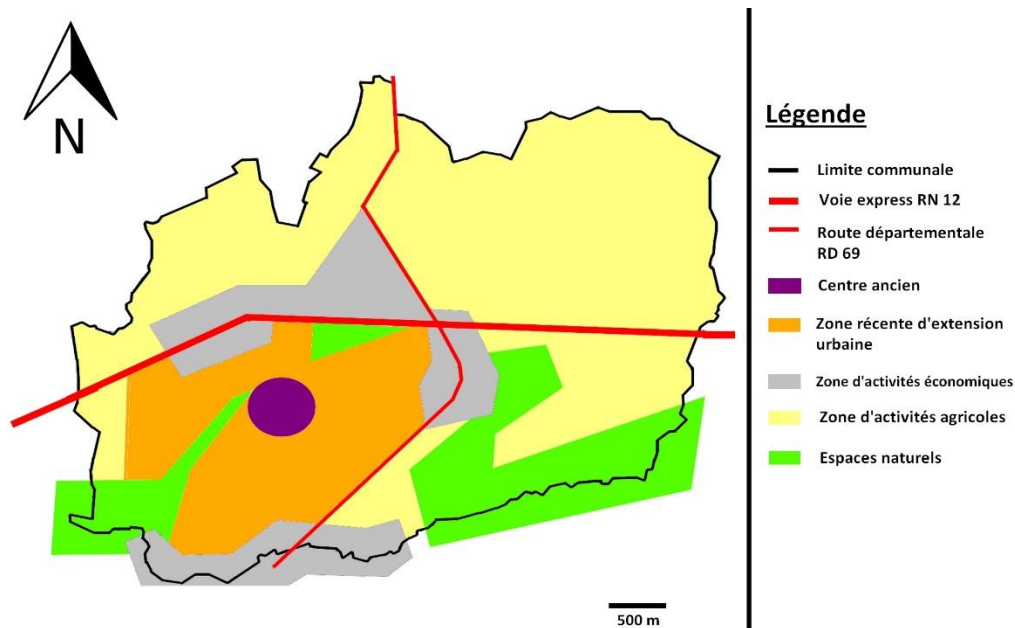 N
Légende
Limite communale
Voie express RN 12
Route départementale
RD 69
Centre ancien
Zone récente d'extension
urbaine
Zone d'activités économiques
Zone d'activités agricoles
Espaces naturels
500 m